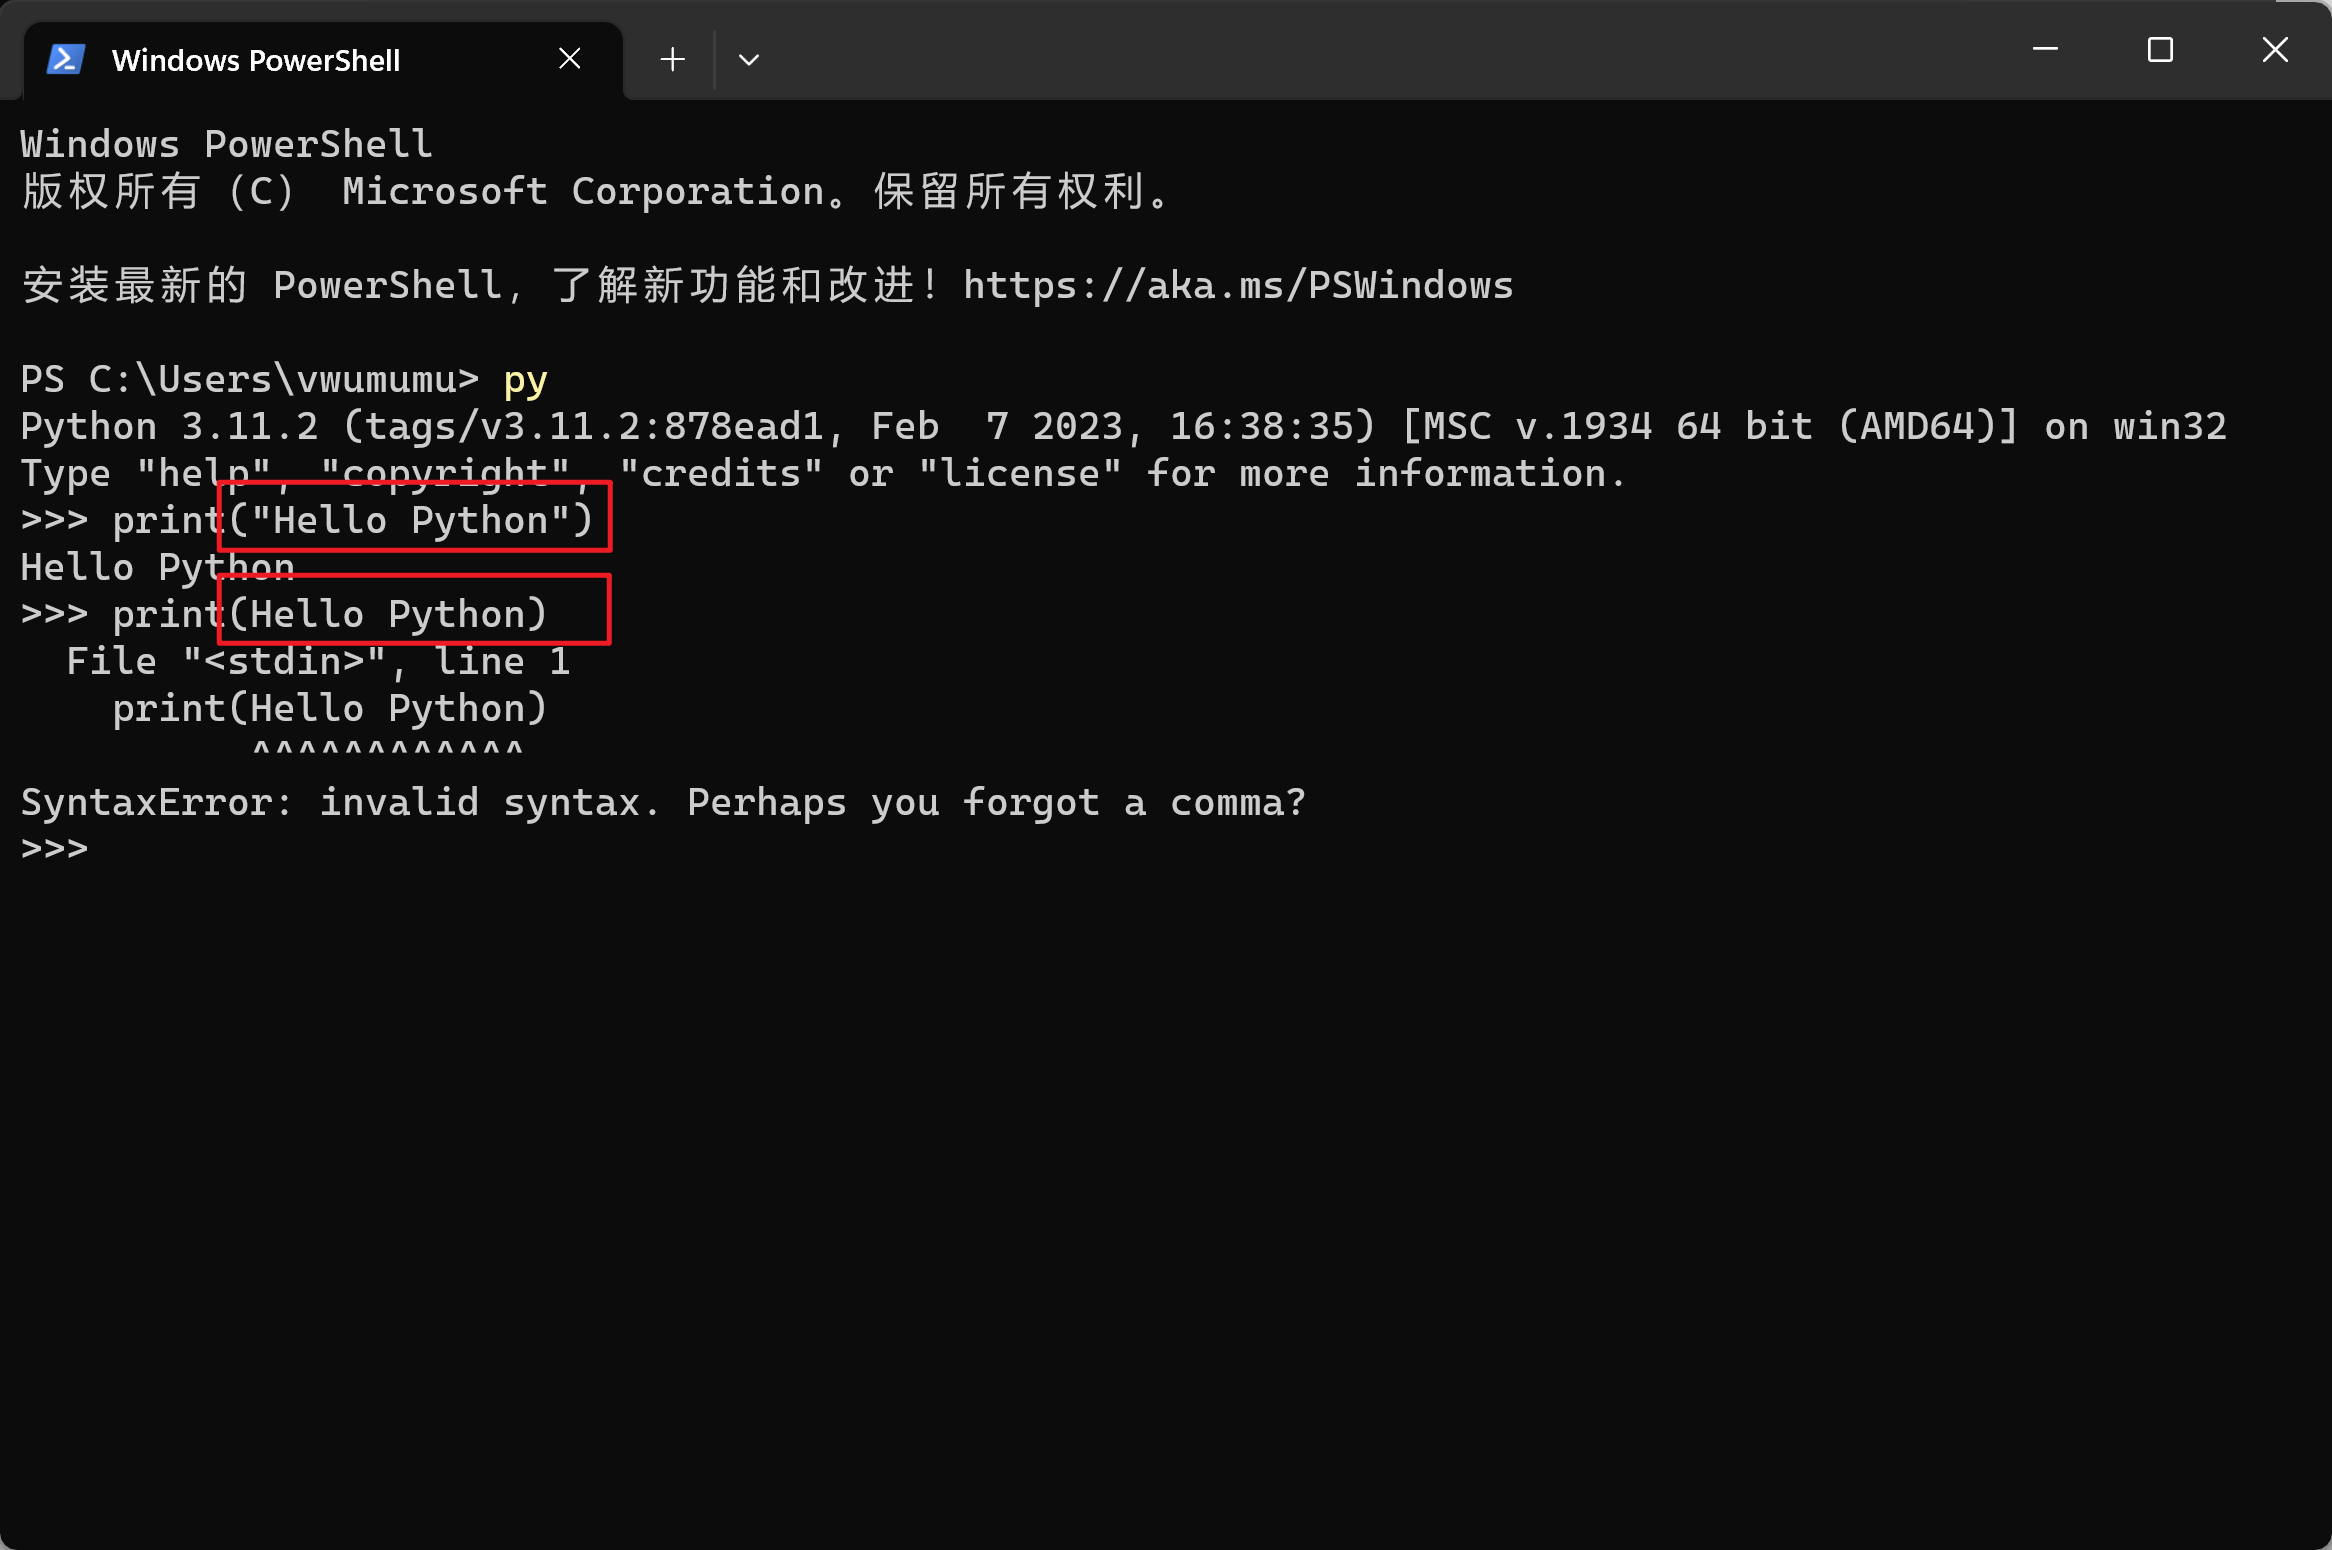 Windows PowerShell
Windows PowerShell
版权所有（C） Microsoft Corporation。保留所有权利。
安装最新的 PowerShell，了解新功能和改进！https://aka.ms/PSWindows
PS C:\Users\vwumumu> py
Python 3.11.2 (tags/v3.11.2:878ead1, Feb  7 2023, 16:38:35) [MSC v.1934 64 bit (AMD64)] on win32
Type "help", "copyright", "credits" or "license" for more information.
>>> print("Hello Python")
Hello Python
>>> print(Hello Python)
  File "<stdin>", line 1
    print(Hello Python)
          ^^^^^^^^^^^^
SyntaxError: invalid syntax. Perhaps you forgot a comma?
>>>